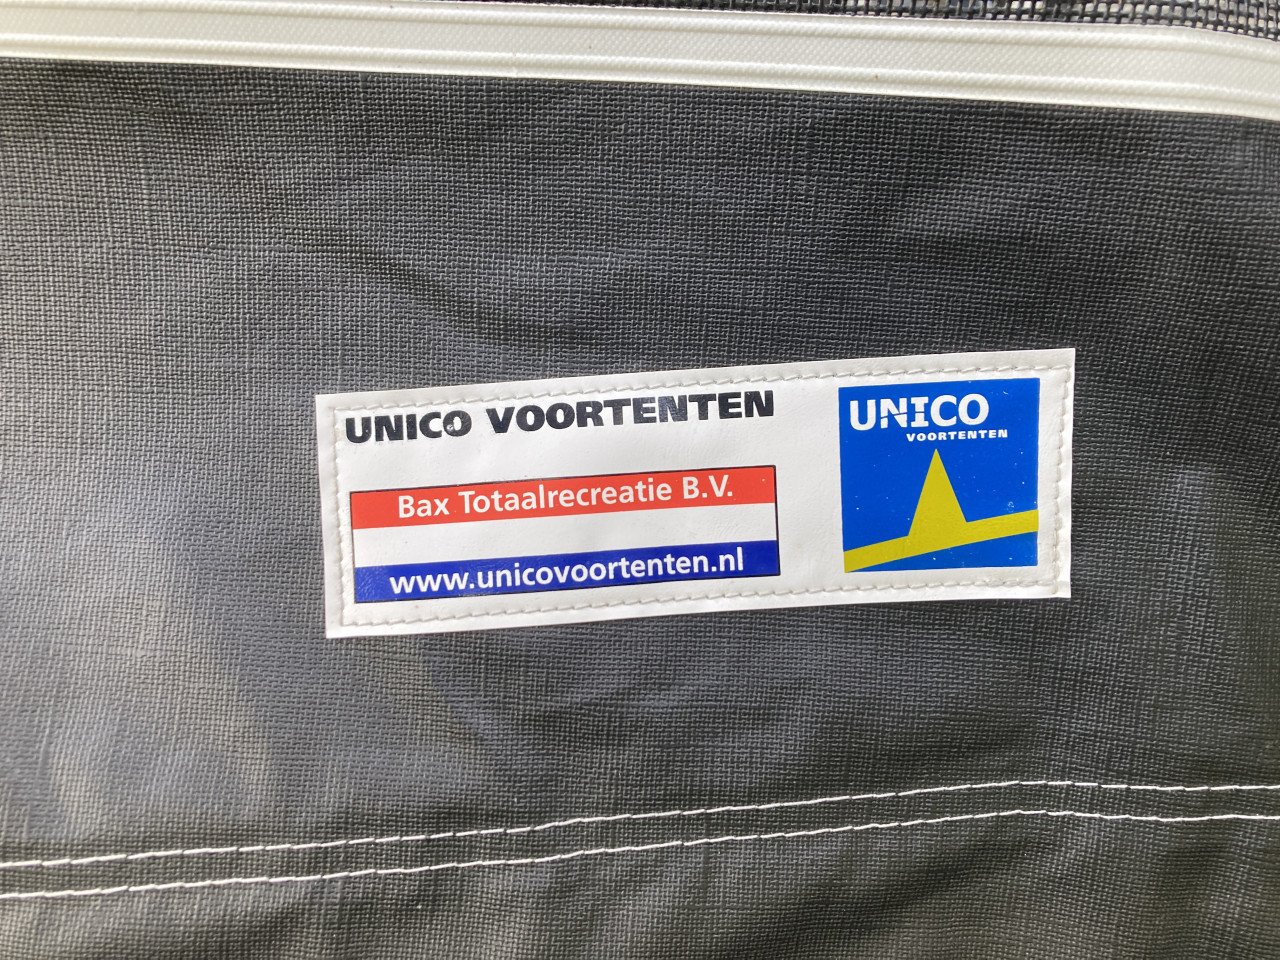 UNICO VOORTENTEN
Bax Totaalrecreatie B.V.
www.unicovoortenten.nl
UNICO
VOORTENTEN